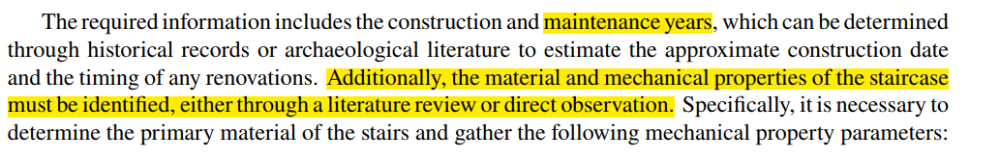 The required information includes the construction and maintenance years, which can be determined
through historical records or archaeological literature to estimate the approximate construction date
and the timing of any renovations. Additionally, the material and mechanical properties of the staircase
must be identified, either through a literature review or direct observation. Specifically, it is necessary to
determine the primary material of the stairs and gather the following mechanical property parameters: